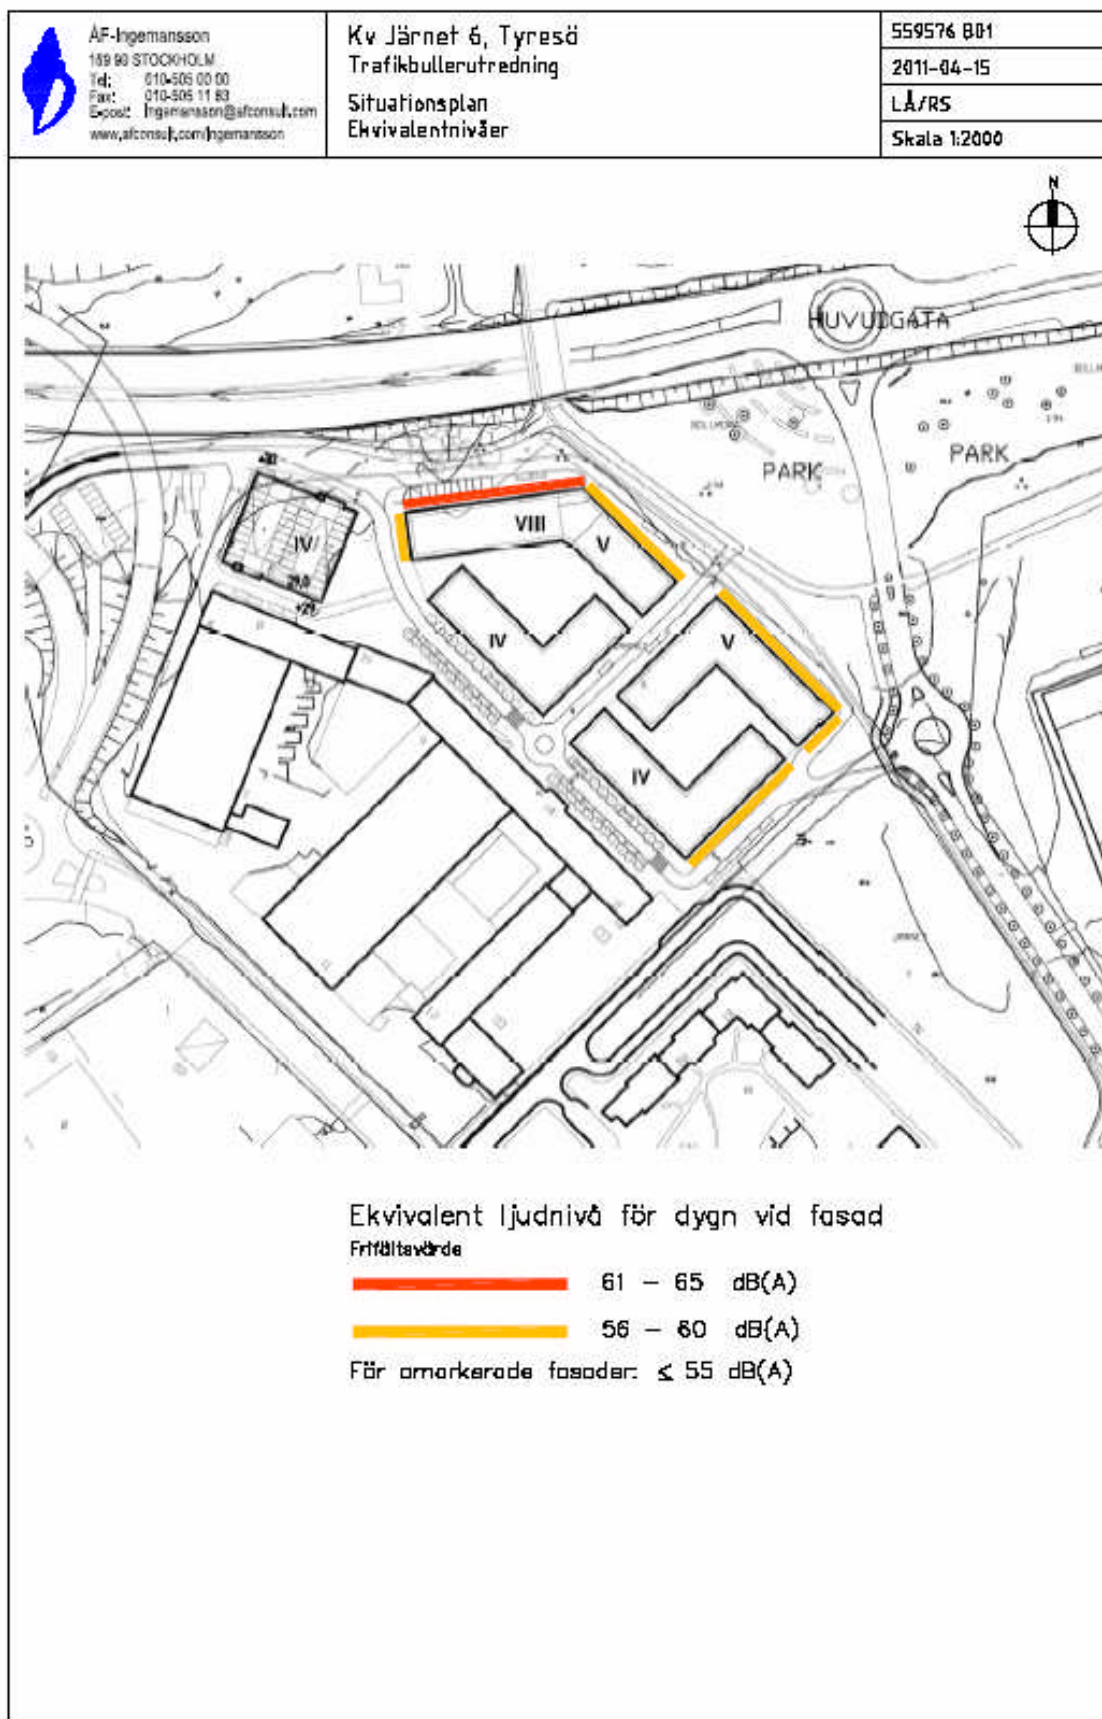 ÅF-Ingemansson
169 90 STOCKHOLM
Tel: 010-505 00 00
Fax: 010-505 11 83
E-post: ingemansson@afconsult.com
www.afconsult.com/ingemansson
Kv Järnet 6, Tyresö
Trafikbullerutredning
Situationsplan
Ekvivalentnivåer
559576 B01
2011-04-15
LÅ/RS
Skala 1:2000
N
HUVUDGATA
PARK
PARK
VIII
IV
V
IV
V
IV
Ekvivalent ljudnivå för dygn vid fasad
Frifältsvärde
61 – 65 dB(A)
56 – 60 dB(A)
För omarkerade fasader: ≤ 55 dB(A)